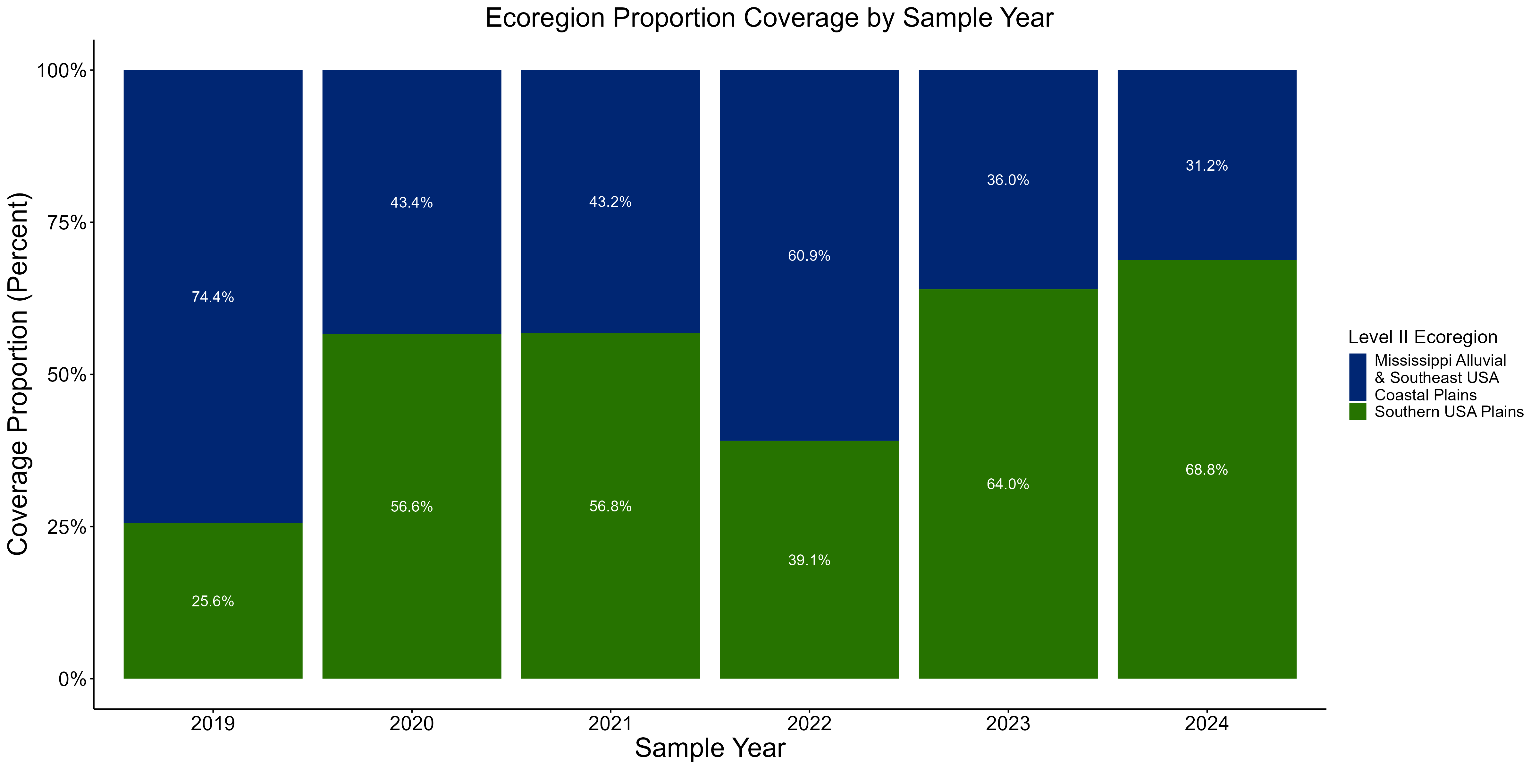 Ecoregion Proportion Coverage by Sample Year
Coverage Proportion (Percent)
100%
75%
50%
25%
0%
74.4%
43.4%
43.2%
60.9%
36.0%
31.2%
25.6%
56.6%
56.8%
39.1%
64.0%
68.8%
2019
2020
2021
2022
2023
2024
Sample Year
Level II Ecoregion
Mississippi Alluvial
& Southeast USA
Coastal Plains
Southern USA Plains